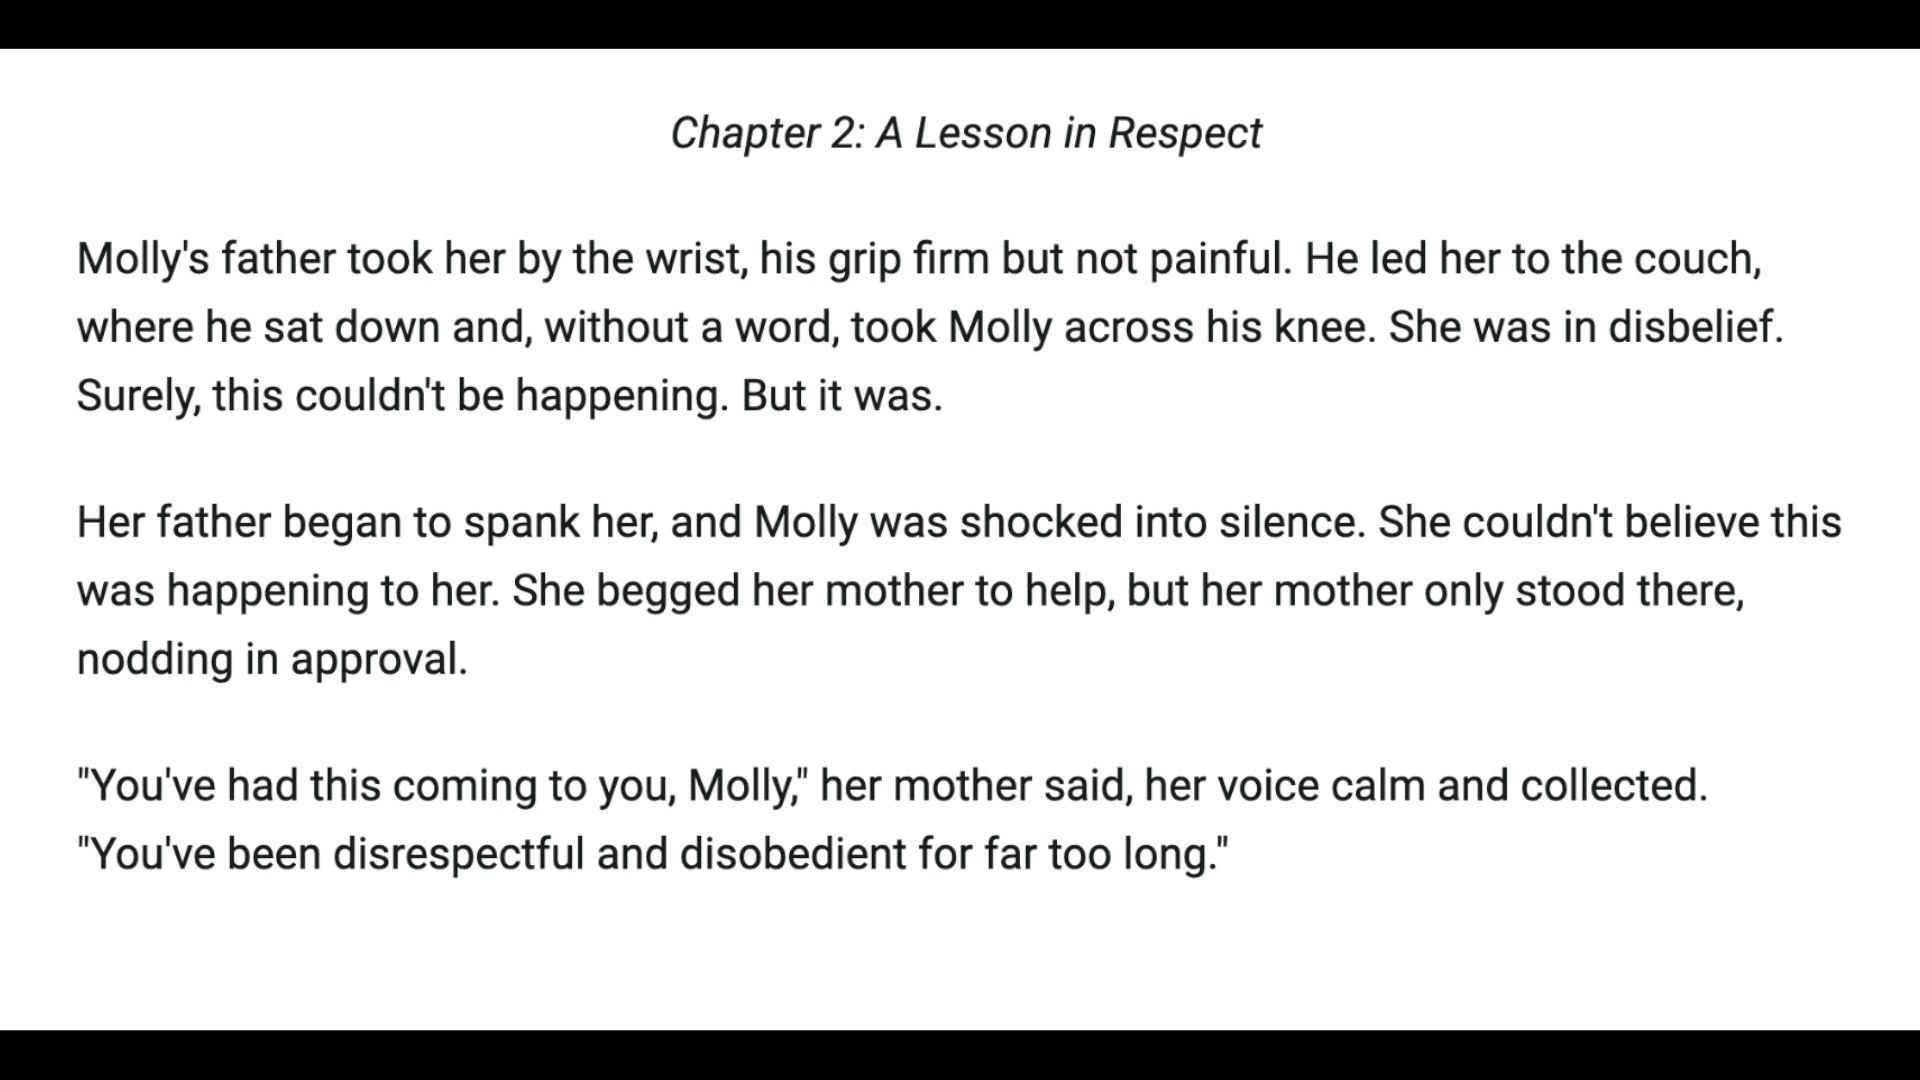 Chapter 2: A Lesson in Respect
Molly's father took her by the wrist, his grip firm but not painful. He led her to the couch,
where he sat down and, without a word, took Molly across his knee. She was in disbelief.
Surely, this couldn't be happening. But it was.
Her father began to spank her, and Molly was shocked into silence. She couldn't believe this
was happening to her. She begged her mother to help, but her mother only stood there,
nodding in approval.
"You've had this coming to you, Molly," her mother said, her voice calm and collected.
"You've been disrespectful and disobedient for far too long."